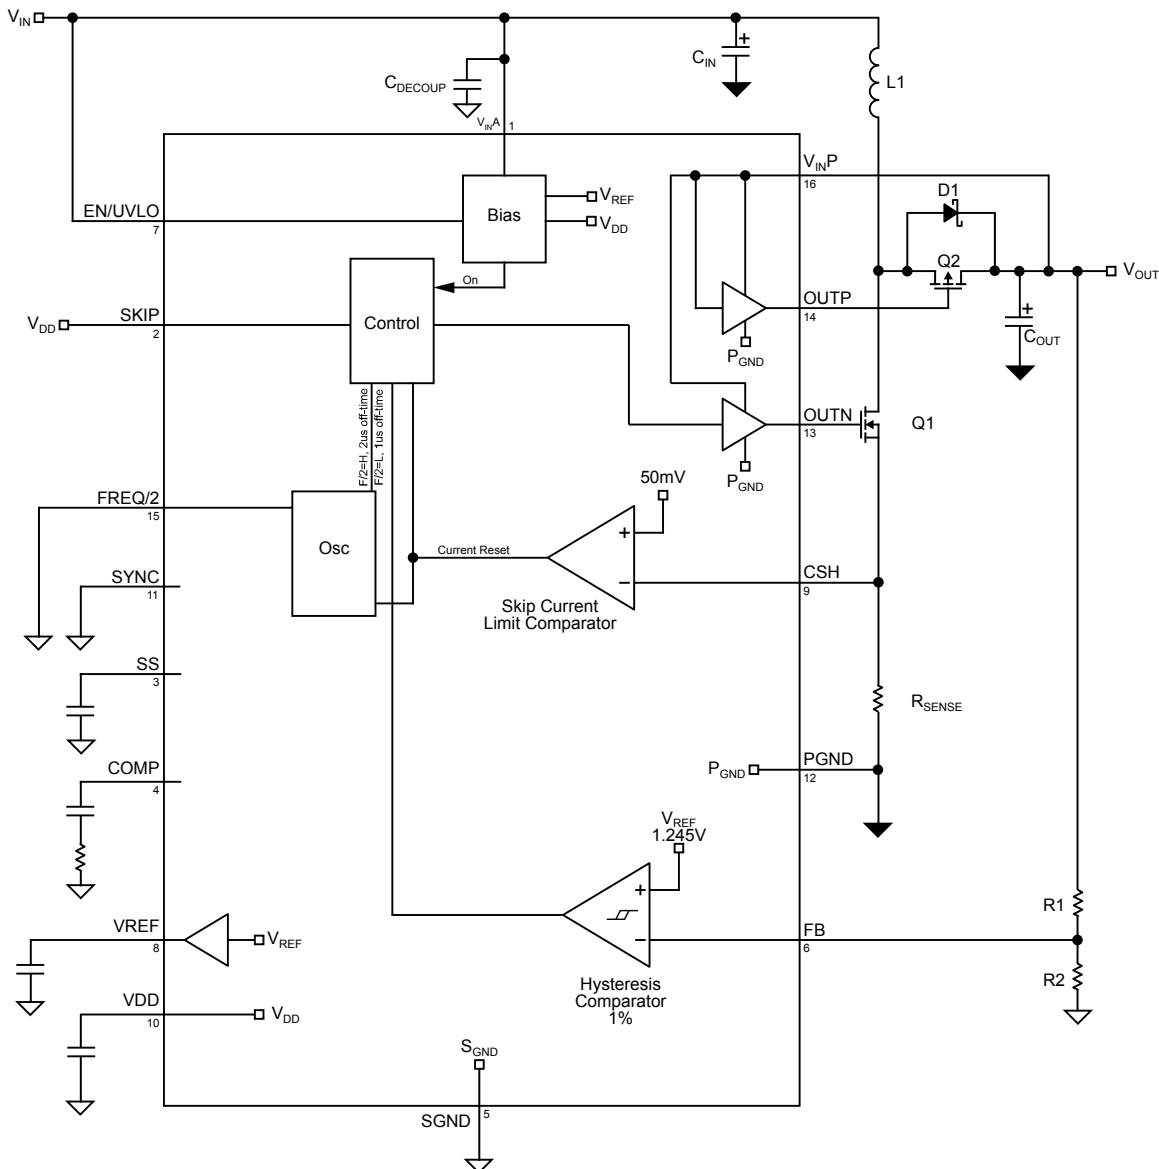 VIN
CIN
L1
CDECOUP
VINA
1
VINP
16
D1
EN/UVLO
7
Bias
VREF
VDD
Q2
VOUT
On
OUTP
14
VDD
SKIP
2
Control
COUT
PGND
F/2=H, 2us off-time
F/2=L, 1us off-time
OUTN
13
Q1
PGND
50mV
FREQ/2
15
Osc
+
−
Current Reset
CSH
9
SYNC
11
Skip Current
Limit Comparator
SS
3
RSENSE
COMP
4
PGND
PGND
12
VREF
1.245V
+
−
R1
VREF
8
VREF
FB
6
R2
Hysteresis
Comparator
1%
VDD
10
VDD
SGND
SGND
5